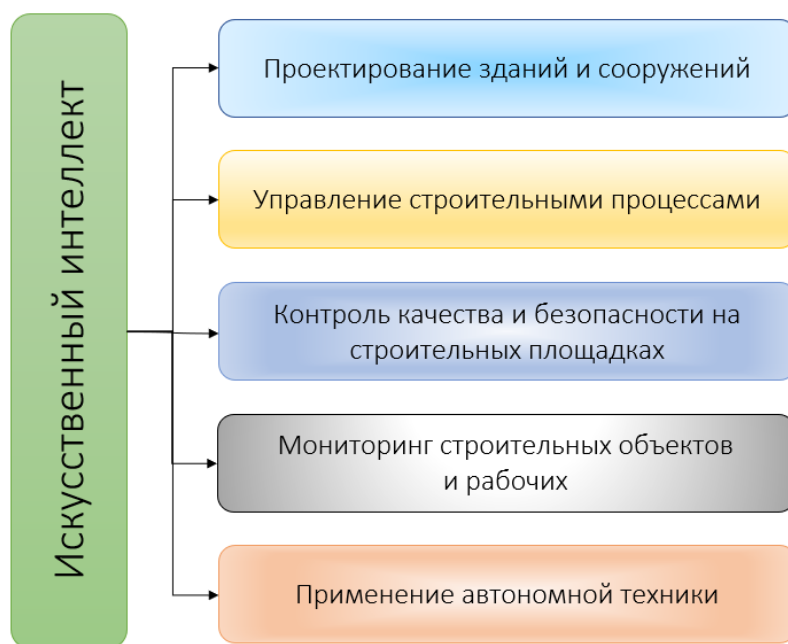 Искусственный интеллект
Проектирование зданий и сооружений
Управление строительными процессами
Контроль качества и безопасности на
строительных площадках
Мониторинг строительных объектов
и рабочих
Применение автономной техники